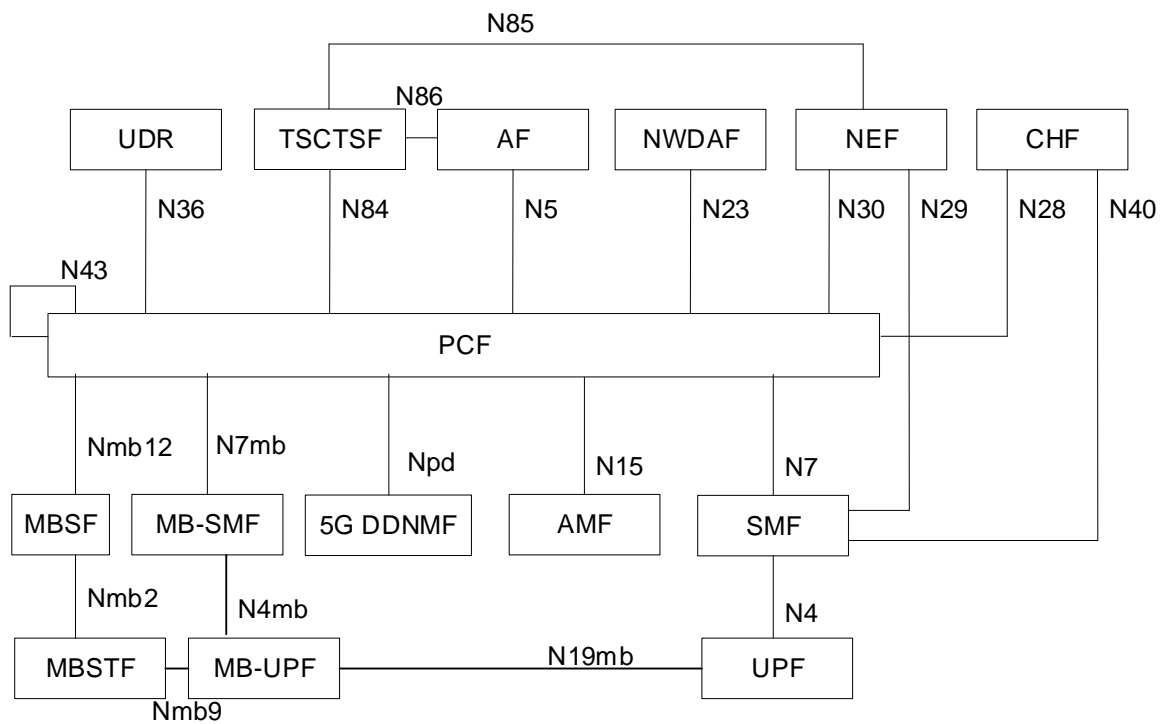 N85
N86
UDR
TSCTSF
AF
NWDAF
NEF
CHF
N36
N84
N5
N23
N30
N29
N28
N40
N43
PCF
Nmb12
N7mb
Npd
N15
N7
MBSF
MB-SMF
5G DDNMF
AMF
SMF
Nmb2
N4mb
N4
MBSTF
MB-UPF
N19mb
UPF
Nmb9